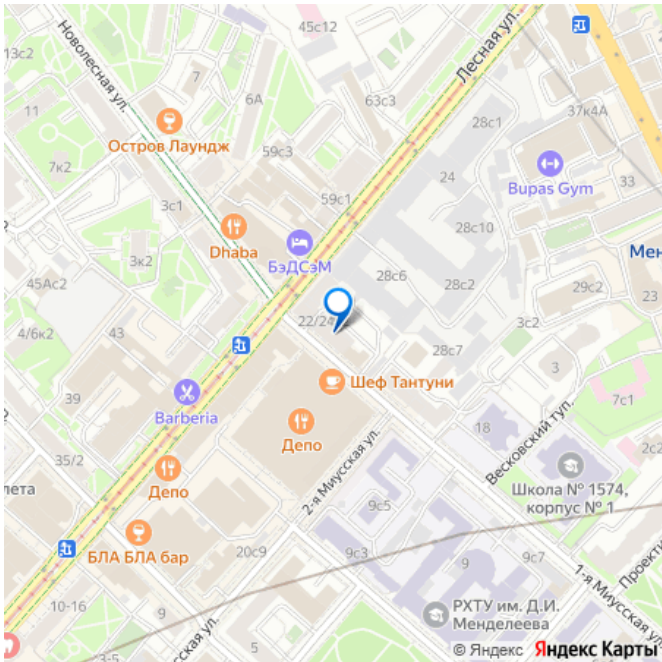 45с12
13с2
Новолесная ул.
7
6А
63с3
Лесная ул.
37к4А
11
Остров Лаундж
28с1
59с3
7к2
24
Bupas Gym
33
59с1
3с1
28с10
Dhaba
БэДСэМ
Мен
3к2
45Ас2
28с6
28с2
29с2
22/24
3с2
4/6к2
43
28с7
3
Шеф Тантуни
39
7с1
Barberia
Весковский туп.
18
Депо
2с2
35/2
2-я Миусская ул.
Школа № 1574,
корпус № 1
лета
Депо
9с5
БЛА БЛА бар
20с9
9с3
9с7
9
1-я Миусская ул.
Проекти
10-16
РХТУ им. Д.И.
Менделеева
сская ул.
© Яндекс Яндекс Карты